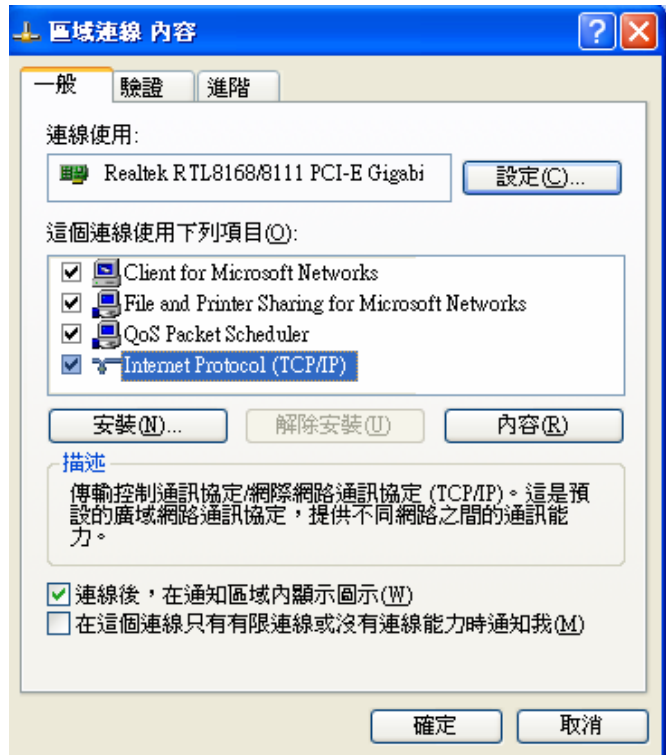 區域連線 內容
一般 驗證 進階
連線使用:
Realtek RTL8168/8111 PCI-E Gigabi 設定(C)...
這個連線使用下列項目(O):
Client for Microsoft Networks
File and Printer Sharing for Microsoft Networks
QoS Packet Scheduler
Internet Protocol (TCP/IP)
安裝(N)... 解除安裝(U) 內容(R)
描述
傳輸控制通訊協定/網際網路通訊協定 (TCP/IP)。這是預
設的廣域網路通訊協定，提供不同網路之間的通訊能
力。
連線後，在通知區域內顯示圖示(W)
在這個連線只有有限連線或沒有連線能力時通知我(M)
確定 取消